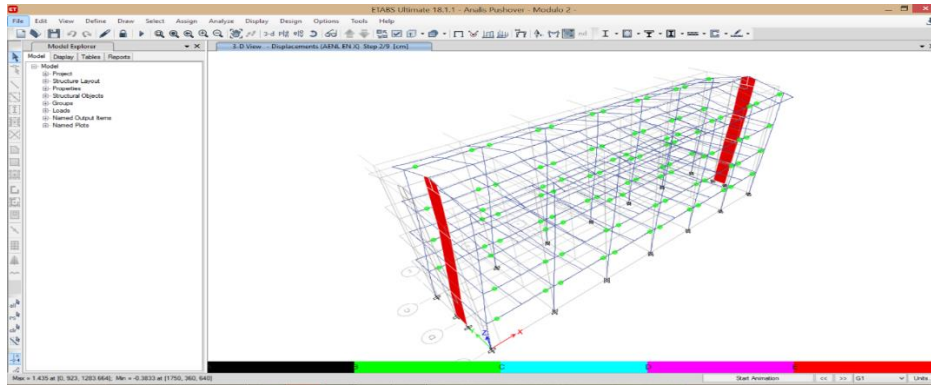 ETABS Ultimate 18.1.1 - Analis Pushover - Modulo 2 -
File Edit View Define Draw Select Assign Analyze Display Design Options Tools Help
Model Explorer
3-D View - Displacements (AENL EN X) Step 2/9 [cm]
Model Display Tables Reports
Model
Project
Structure Layout
Properties
Structural Objects
Groups
Loads
Named Output Items
Named Plots
X
Z
B C D E
Max = 1.435 at [0, 923, 1283.664]; Min = -0.3833 at [1750, 360, 640]
Start Animation << >> G1 Units